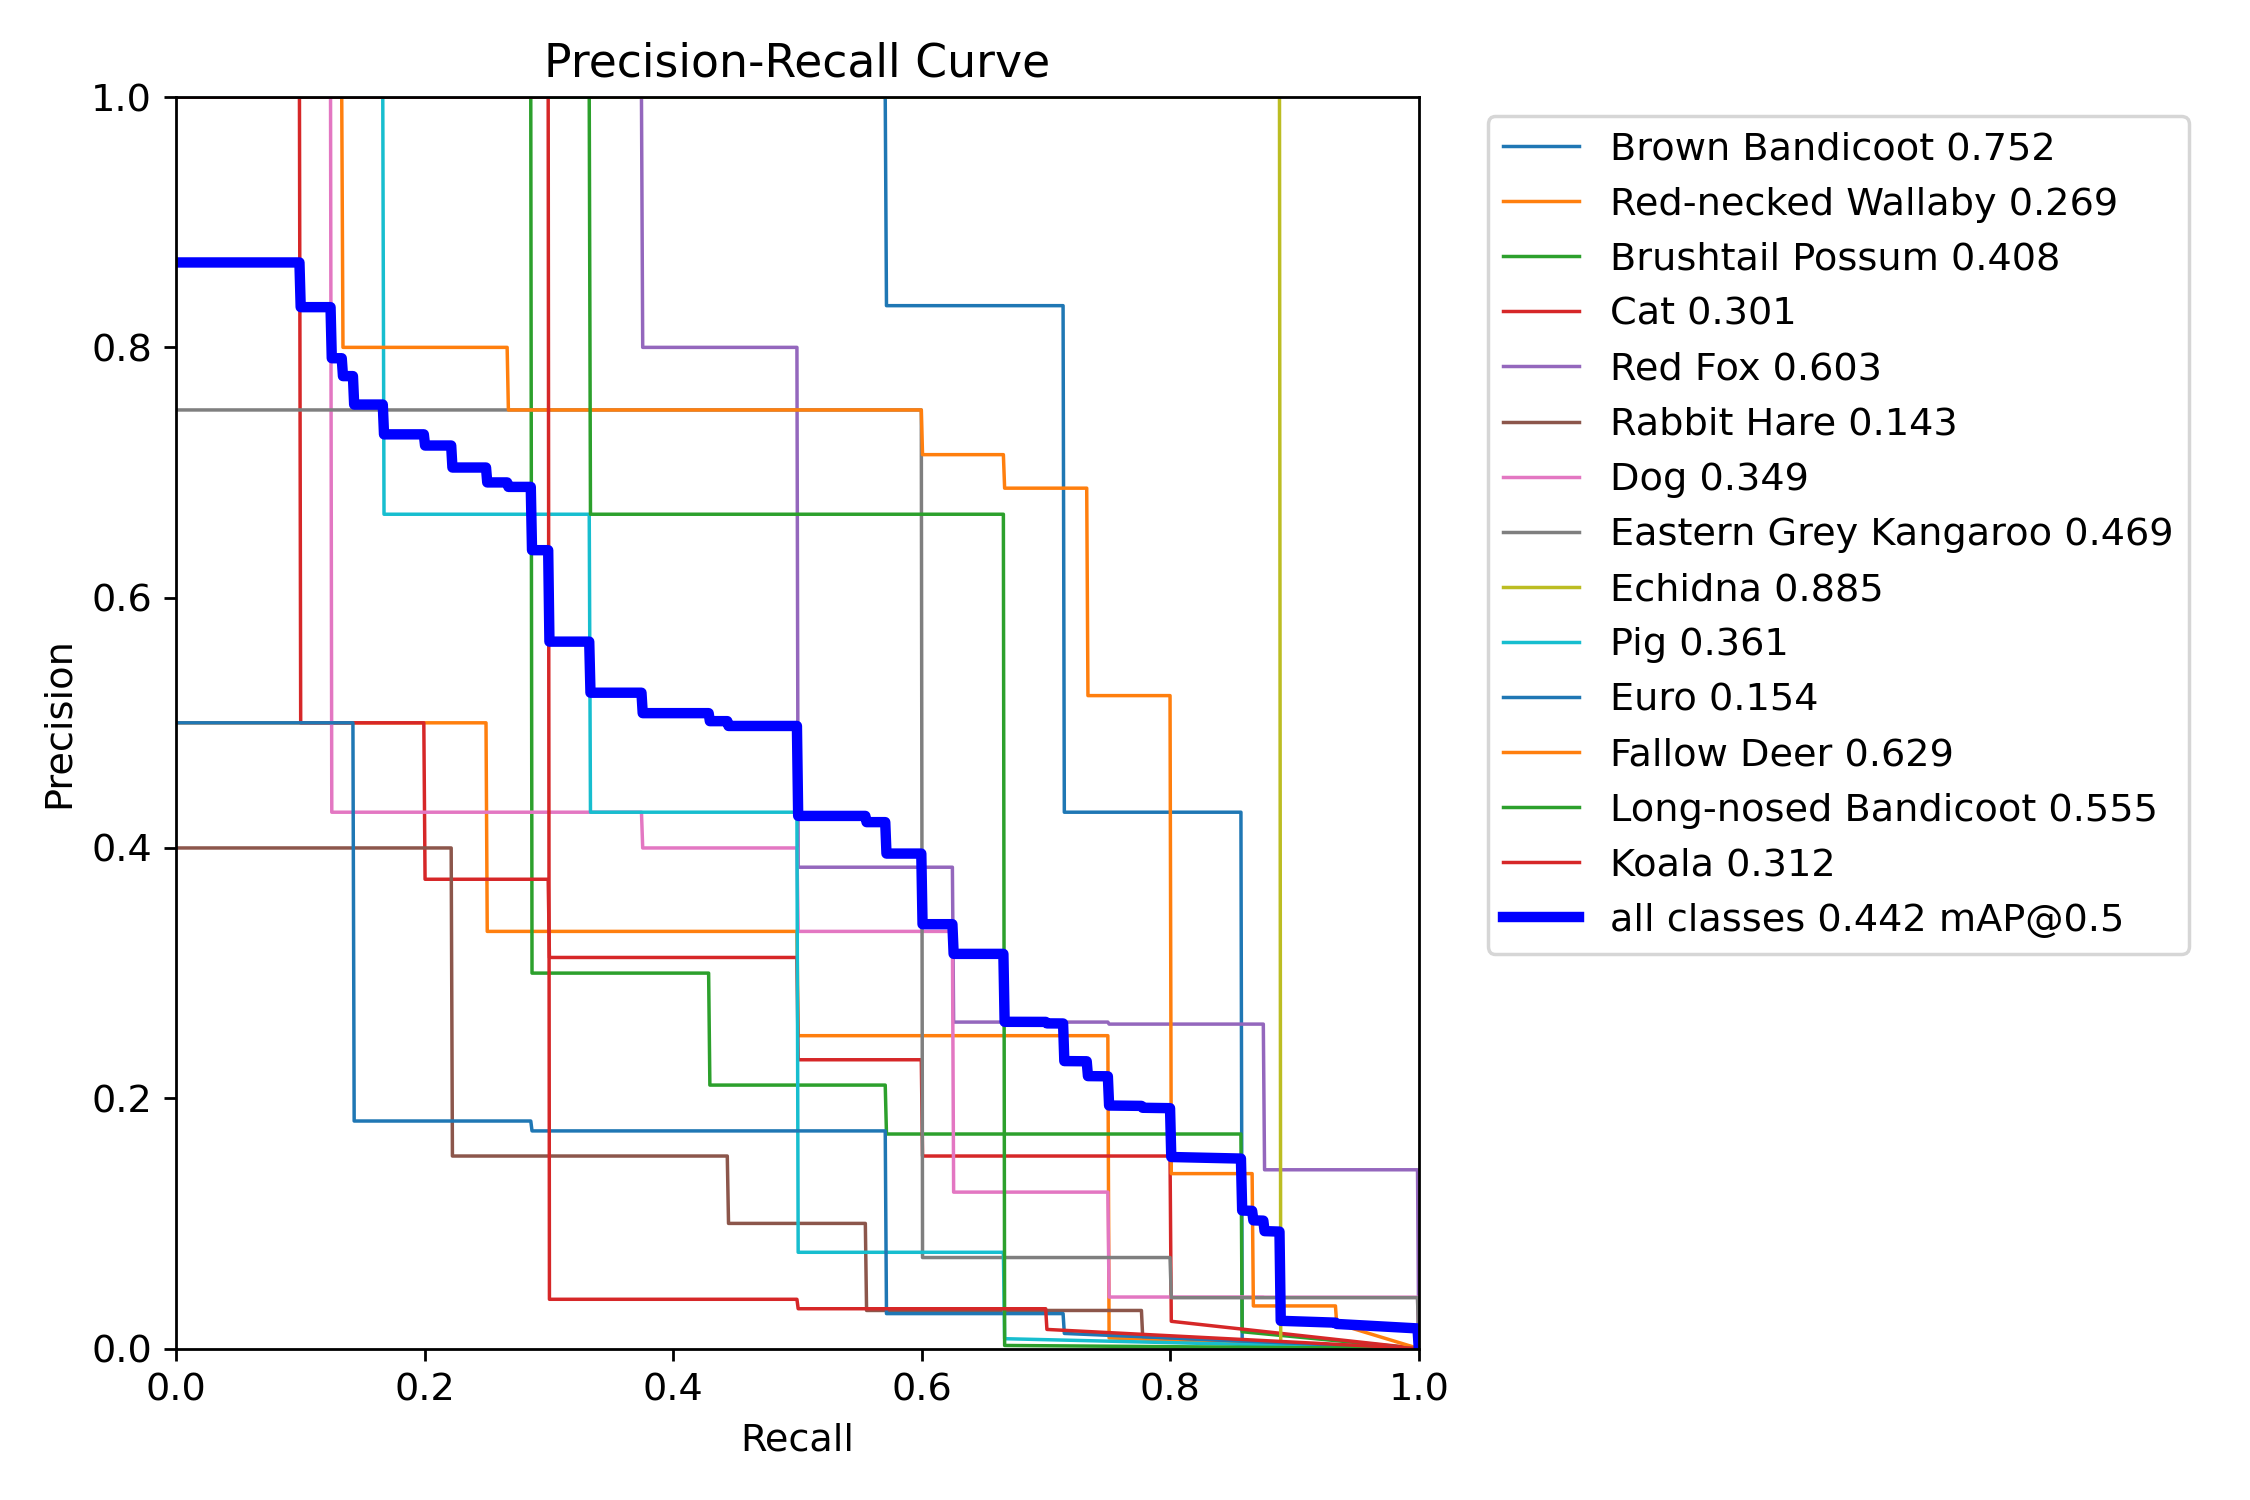 Precision-Recall Curve
1.0
0.8
0.6
0.4
0.2
0.0
Precision
0.0 0.2 0.4 0.6 0.8 1.0
Recall
Brown Bandicoot 0.752
Red-necked Wallaby 0.269
Brushtail Possum 0.408
Cat 0.301
Red Fox 0.603
Rabbit Hare 0.143
Dog 0.349
Eastern Grey Kangaroo 0.469
Echidna 0.885
Pig 0.361
Euro 0.154
Fallow Deer 0.629
Long-nosed Bandicoot 0.555
Koala 0.312
all classes 0.442 mAP@0.5